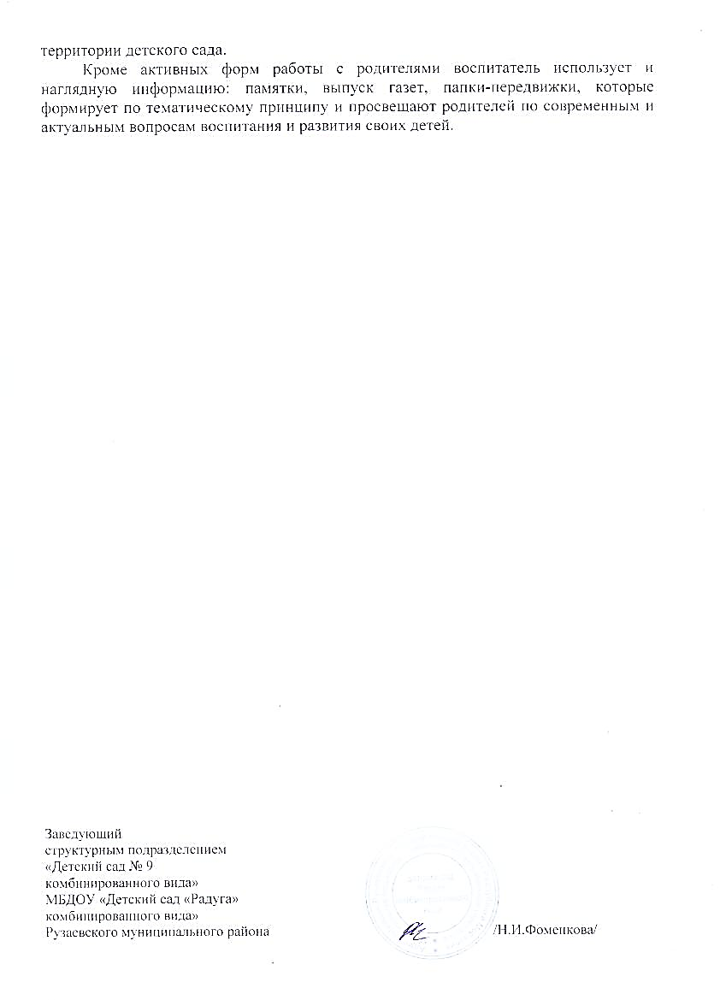 территории детского сада.
Кроме активных форм работы с родителями воспитатель использует и
наглядную информацию: памятки, выпуск газет, папки-передвижки, которые
формирует по тематическому принципу и просвещают родителей по современным и
актуальным вопросам воспитания и развития своих детей.
Заведующий
структурным подразделением
«Детский сад № 9
комбинированного вида»
МБДОУ «Детский сад «Радуга»
комбинированного вида»
Рузаевского муниципального района
/Н.И.Фоменкова/